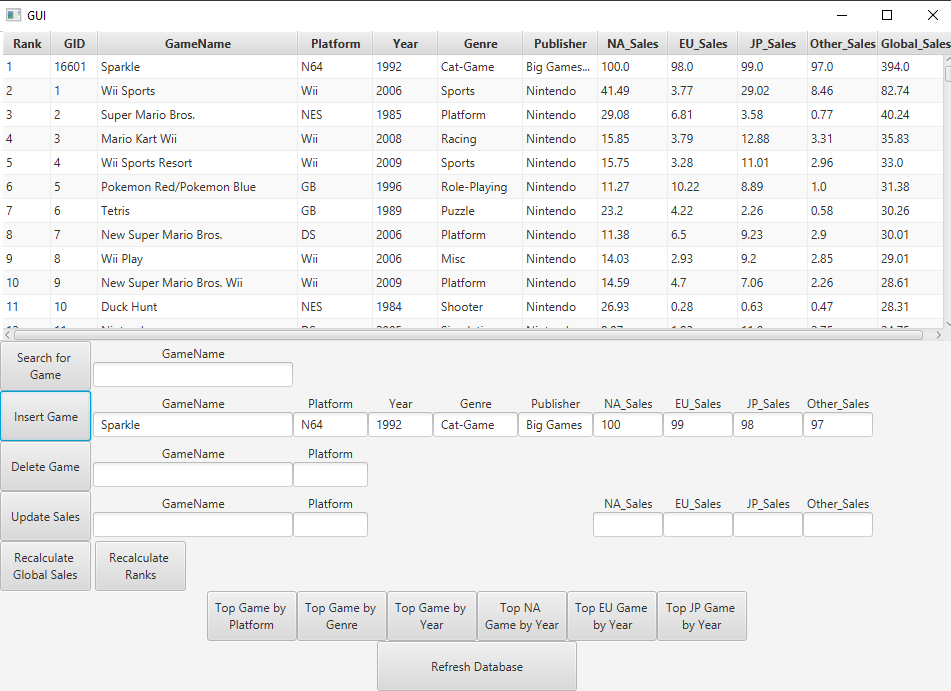 GUI
Rank GID GameName Platform Year Genre Publisher NA_Sales EU_Sales JP_Sales Other_Sales Global_Sales
1 16601 Sparkle N64 1992 Cat-Game Big Games... 100.0 98.0 99.0 97.0 394.0
2 1 Wii Sports Wii 2006 Sports Nintendo 41.49 3.77 29.02 8.46 82.74
3 2 Super Mario Bros. NES 1985 Platform Nintendo 29.08 6.81 3.58 0.77 40.24
4 3 Mario Kart Wii Wii 2008 Racing Nintendo 15.85 3.79 12.88 3.31 35.83
5 4 Wii Sports Resort Wii 2009 Sports Nintendo 15.75 3.28 11.01 2.96 33.0
6 5 Pokemon Red/Pokemon Blue GB 1996 Role-Playing Nintendo 11.27 10.22 8.89 1.0 31.38
7 6 Tetris GB 1989 Puzzle Nintendo 23.2 4.22 2.26 0.58 30.26
8 7 New Super Mario Bros. DS 2006 Platform Nintendo 11.38 6.5 9.23 2.9 30.01
9 8 Wii Play Wii 2006 Misc Nintendo 14.03 2.93 9.2 2.85 29.01
10 9 New Super Mario Bros. Wii Wii 2009 Platform Nintendo 14.59 4.7 7.06 2.26 28.61
11 10 Duck Hunt NES 1984 Shooter Nintendo 26.93 0.28 0.63 0.47 28.31
Search for
Game
GameName
Insert Game
GameName Platform Year Genre Publisher NA_Sales EU_Sales JP_Sales Other_Sales
Sparkle N64 1992 Cat-Game Big Games 100 99 98 97
Delete Game
GameName Platform
Update Sales
GameName Platform NA_Sales EU_Sales JP_Sales Other_Sales
Recalculate
Global Sales
Recalculate
Ranks
Top Game by
Platform
Top Game by
Genre
Top Game by
Year
Top NA
Game by Year
Top EU Game
by Year
Top JP Game
by Year
Refresh Database